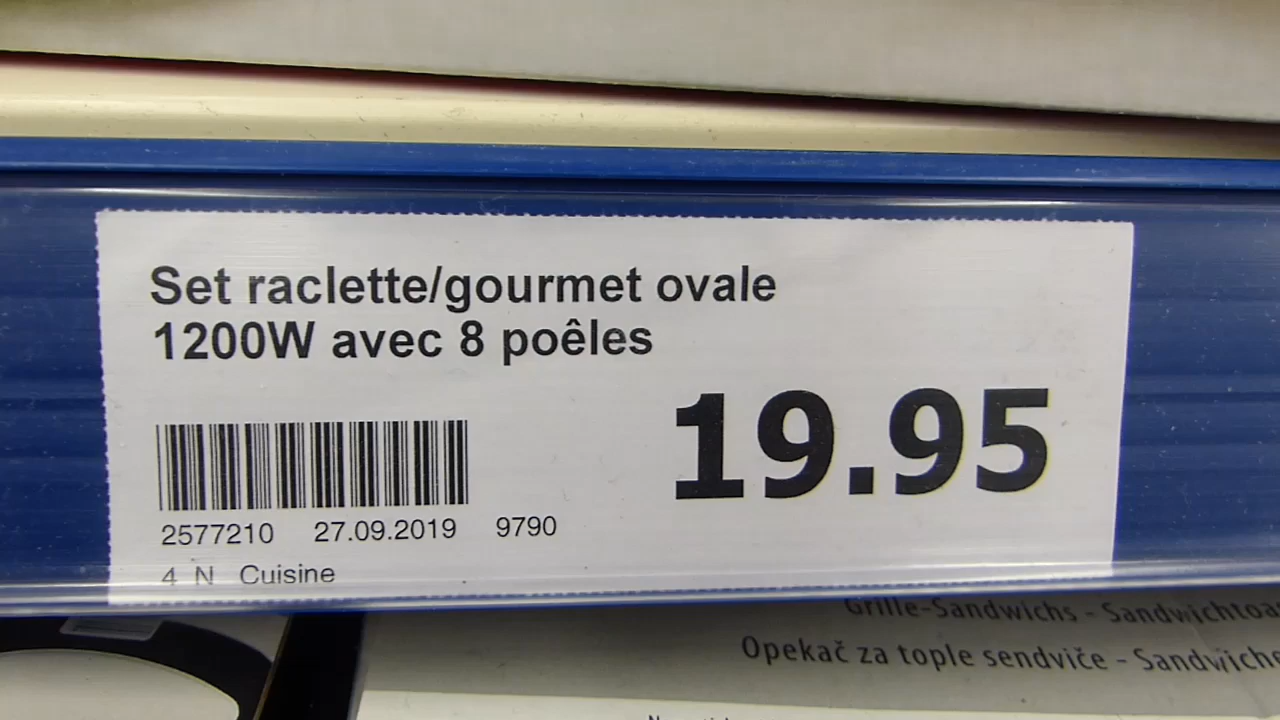 Set raclette/gourmet ovale
1200W avec 8 poêles
19.95
2577210 27.09.2019 9790
4 N Cuisine
Grille-Sandwichs - Sandwichtoa
Opekač za tople sendviče - Sandwiche